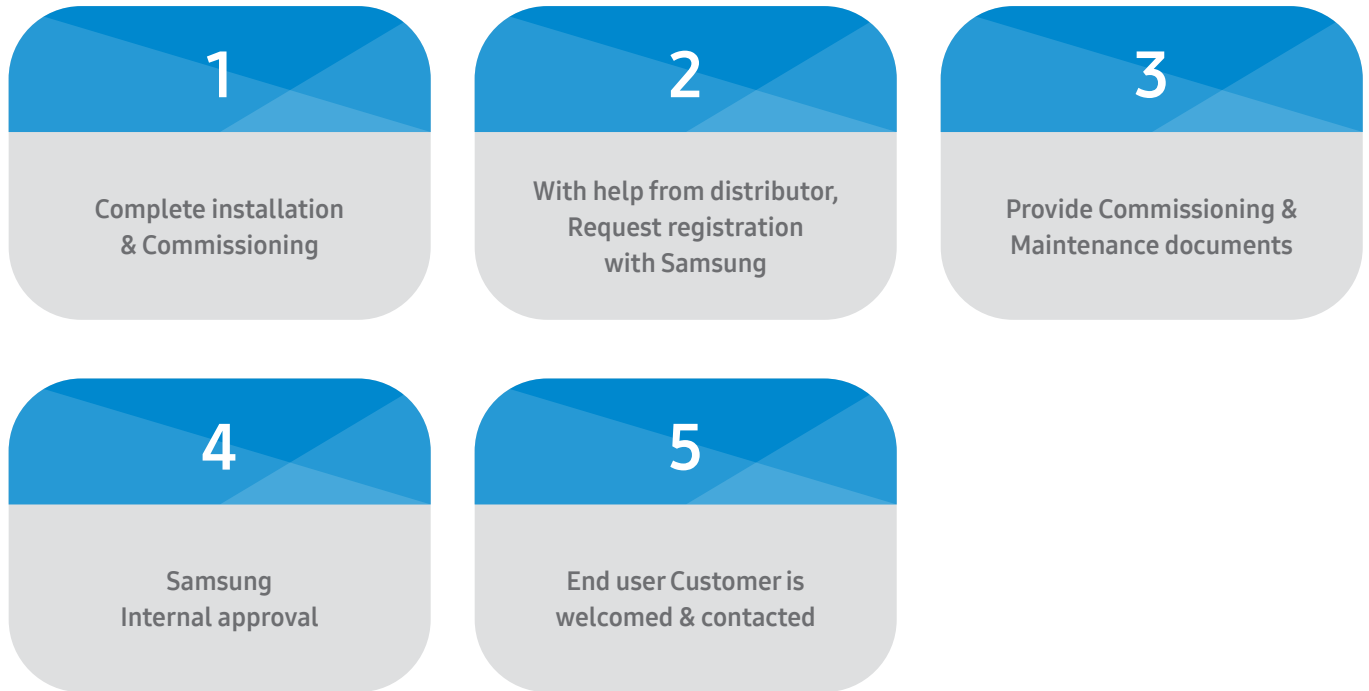 1
Complete installation
& Commissioning
2
With help from distributor,
Request registration
with Samsung
3
Provide Commissioning &
Maintenance documents
4
Samsung
Internal approval
5
End user Customer is
welcomed & contacted